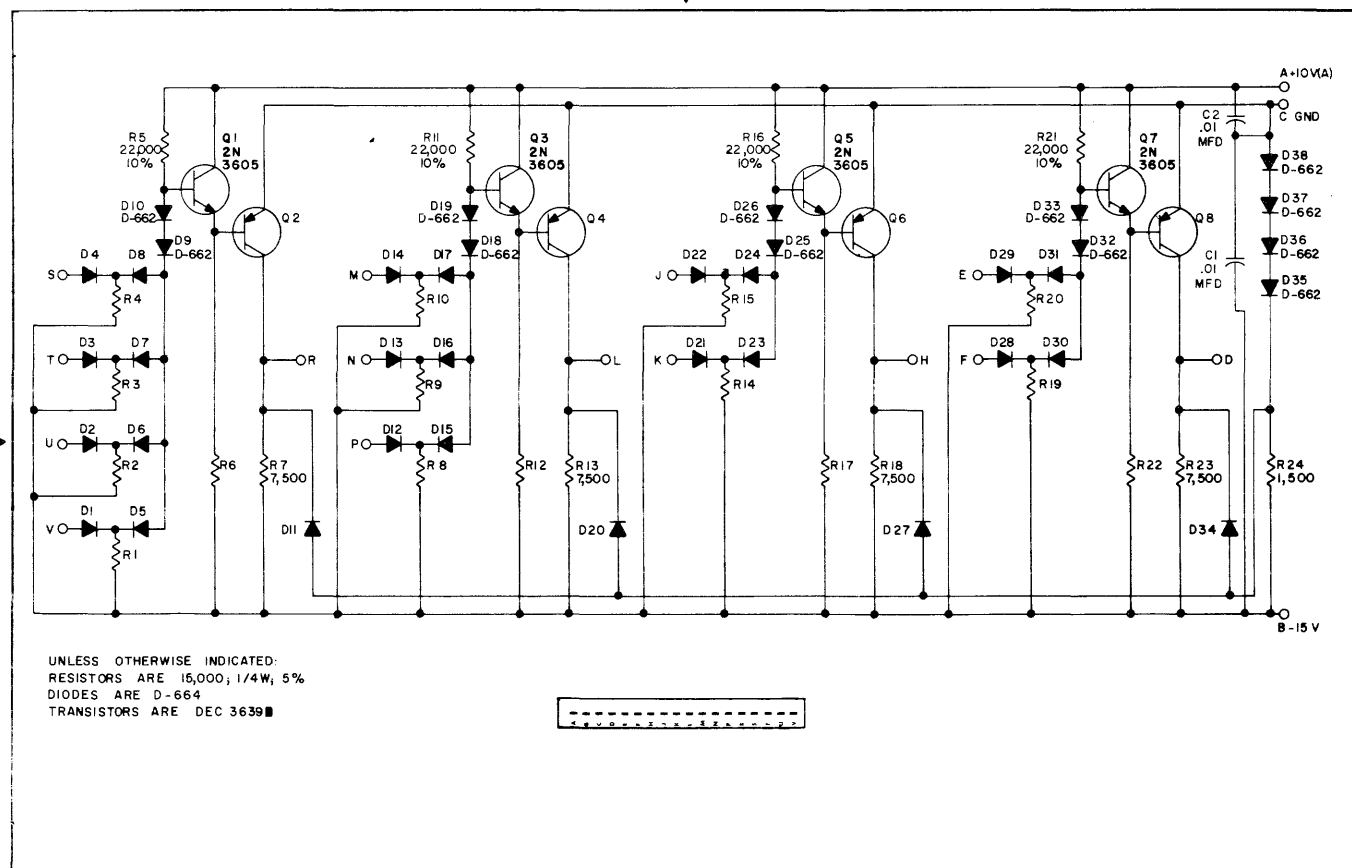 A+10V(A)
C GND
C2
.01
MFD
R5
22,000
10%
Q1
2N
3605
R11
22,000
10%
Q3
2N
3605
R16
22,000
10%
Q5
2N
3605
R21
22,000
10%
Q7
2N
3605
D38
D-662
D10
D-662
Q2
D19
D-662
Q4
D26
D-662
Q6
D33
D-662
Q8
D37
D-662
D9
D-662
D18
D-662
D25
D-662
D32
D-662
D36
D-662
C1
.01
MFD
D35
D-662
S
D4
D8
R4
M
D14
D17
R10
J
D22
D24
R15
E
D29
D31
R20
T
D3
D7
R3
R
N
D13
D16
R9
L
K
D21
D23
R14
H
F
D28
D30
R19
D
U
D2
D6
R2
R6
R7
7,500
P
D12
D15
R8
R12
R13
7,500
R17
R18
7,500
R22
R23
7,500
R24
1,500
V
D1
D5
R1
D11
D20
D27
D34
B-15V
UNLESS OTHERWISE INDICATED:
RESISTORS ARE 15,000; 1/4W; 5%
DIODES ARE D-664
TRANSISTORS ARE DEC 3639